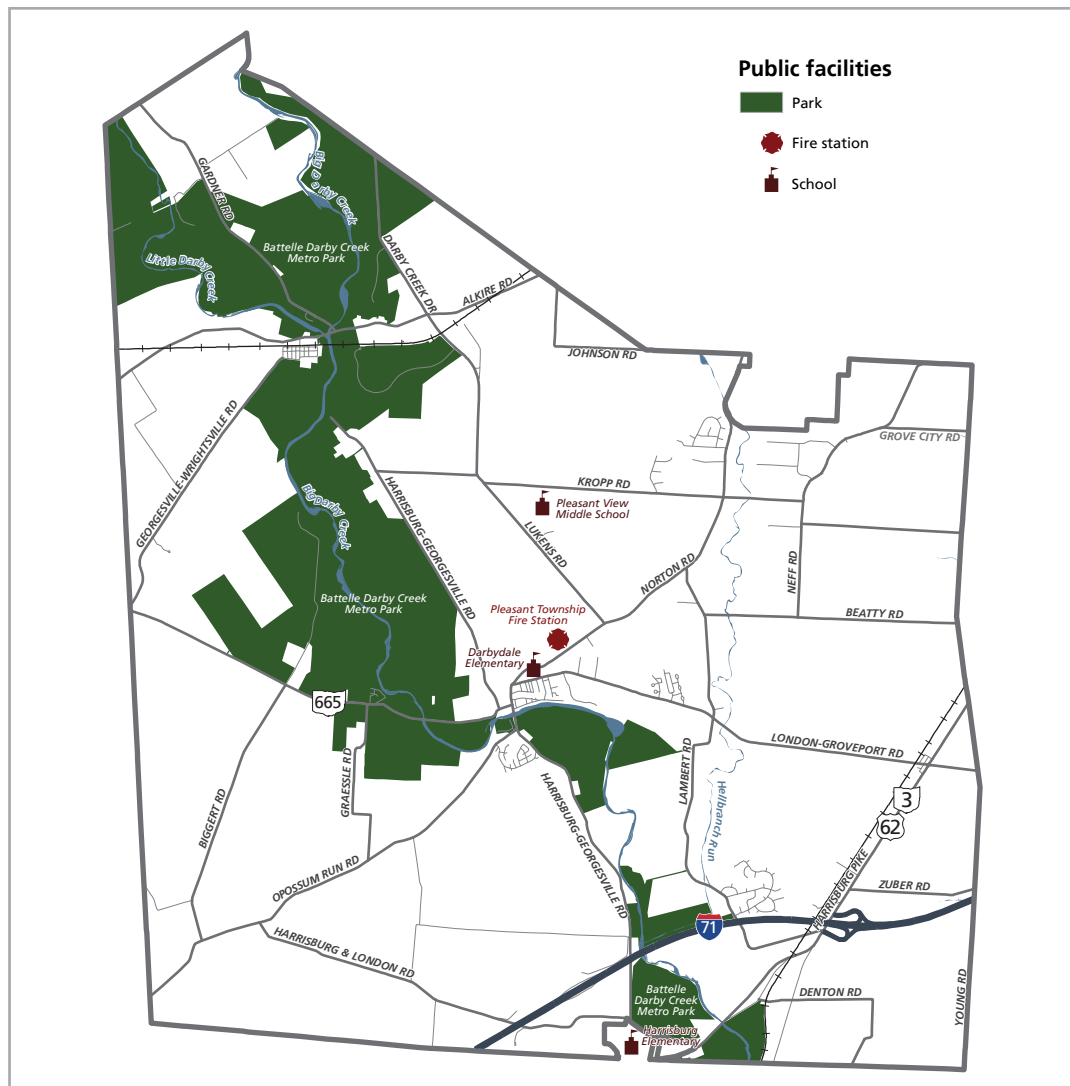 Public facilities
Park
Fire station
School
GARDNER RD
Big Darby Creek
Little Darby Creek
Battelle Darby Creek
Metro Park
DARBY CREEK DR
ALKIRE RD
JOHNSON RD
GROVE CITY RD
GEORGESVILLE-WRIGHTSVILLE RD
KROPP RD
Pleasant View
Middle School
Big Darby Creek
HARRISBURG-GEORGESVILLE RD
LUKENS RD
NORTON RD
NEFF RD
BEATTY RD
Battelle Darby Creek
Metro Park
Pleasant Township
Fire Station
Darbydale
Elementary
665
GRAESSLE RD
BIGGERT RD
LONDON-GROVEPORT RD
LAMBERT RD
Hellbranch Run
3
62
HARRISBURG-GEORGESVILLE RD
OPOSSUM RUN RD
HARRISBURG PIKE
ZUBER RD
71
HARRISBURG & LONDON RD
YOUNG RD
DENTON RD
Battelle
Darby Creek
Metro Park
Harrisburg
Elementary